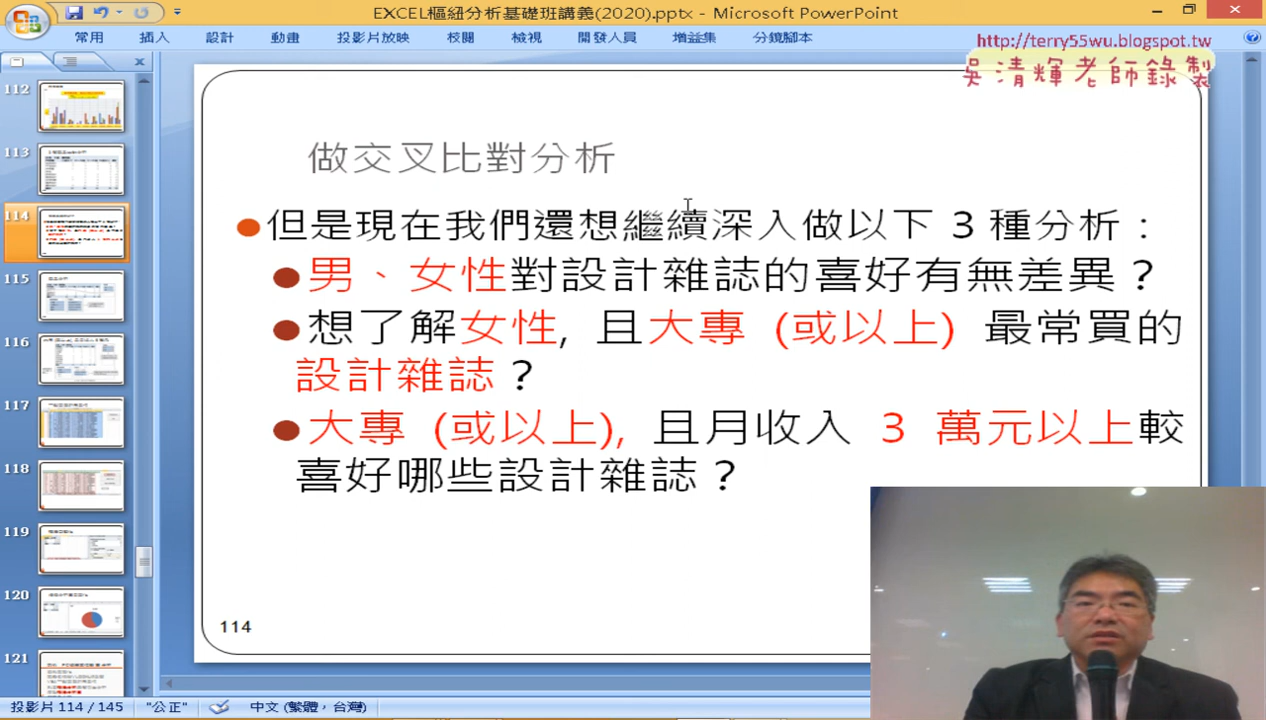 EXCEL樞紐分析基礎班講義(2020).pptx - Microsoft PowerPoint
常用 插入 設計 動畫 投影片放映 校閱 檢視 開發人員 增益集 分鏡腳本
http://terry55wu.blogspot.tw
吳清輝老師錄製
做交叉比對分析
但是現在我們還想繼續深入做以下 3 種分析：
男、女性對設計雜誌的喜好有無差異？
想了解女性, 且大專 (或以上) 最常買的
設計雜誌？
大專 (或以上), 且月收入 3 萬元以上較
喜好哪些設計雜誌？
114
112
113
114
115
116
117
118
119
120
121
投影片 114 / 145 "公正" 中文 (繁體，台灣)